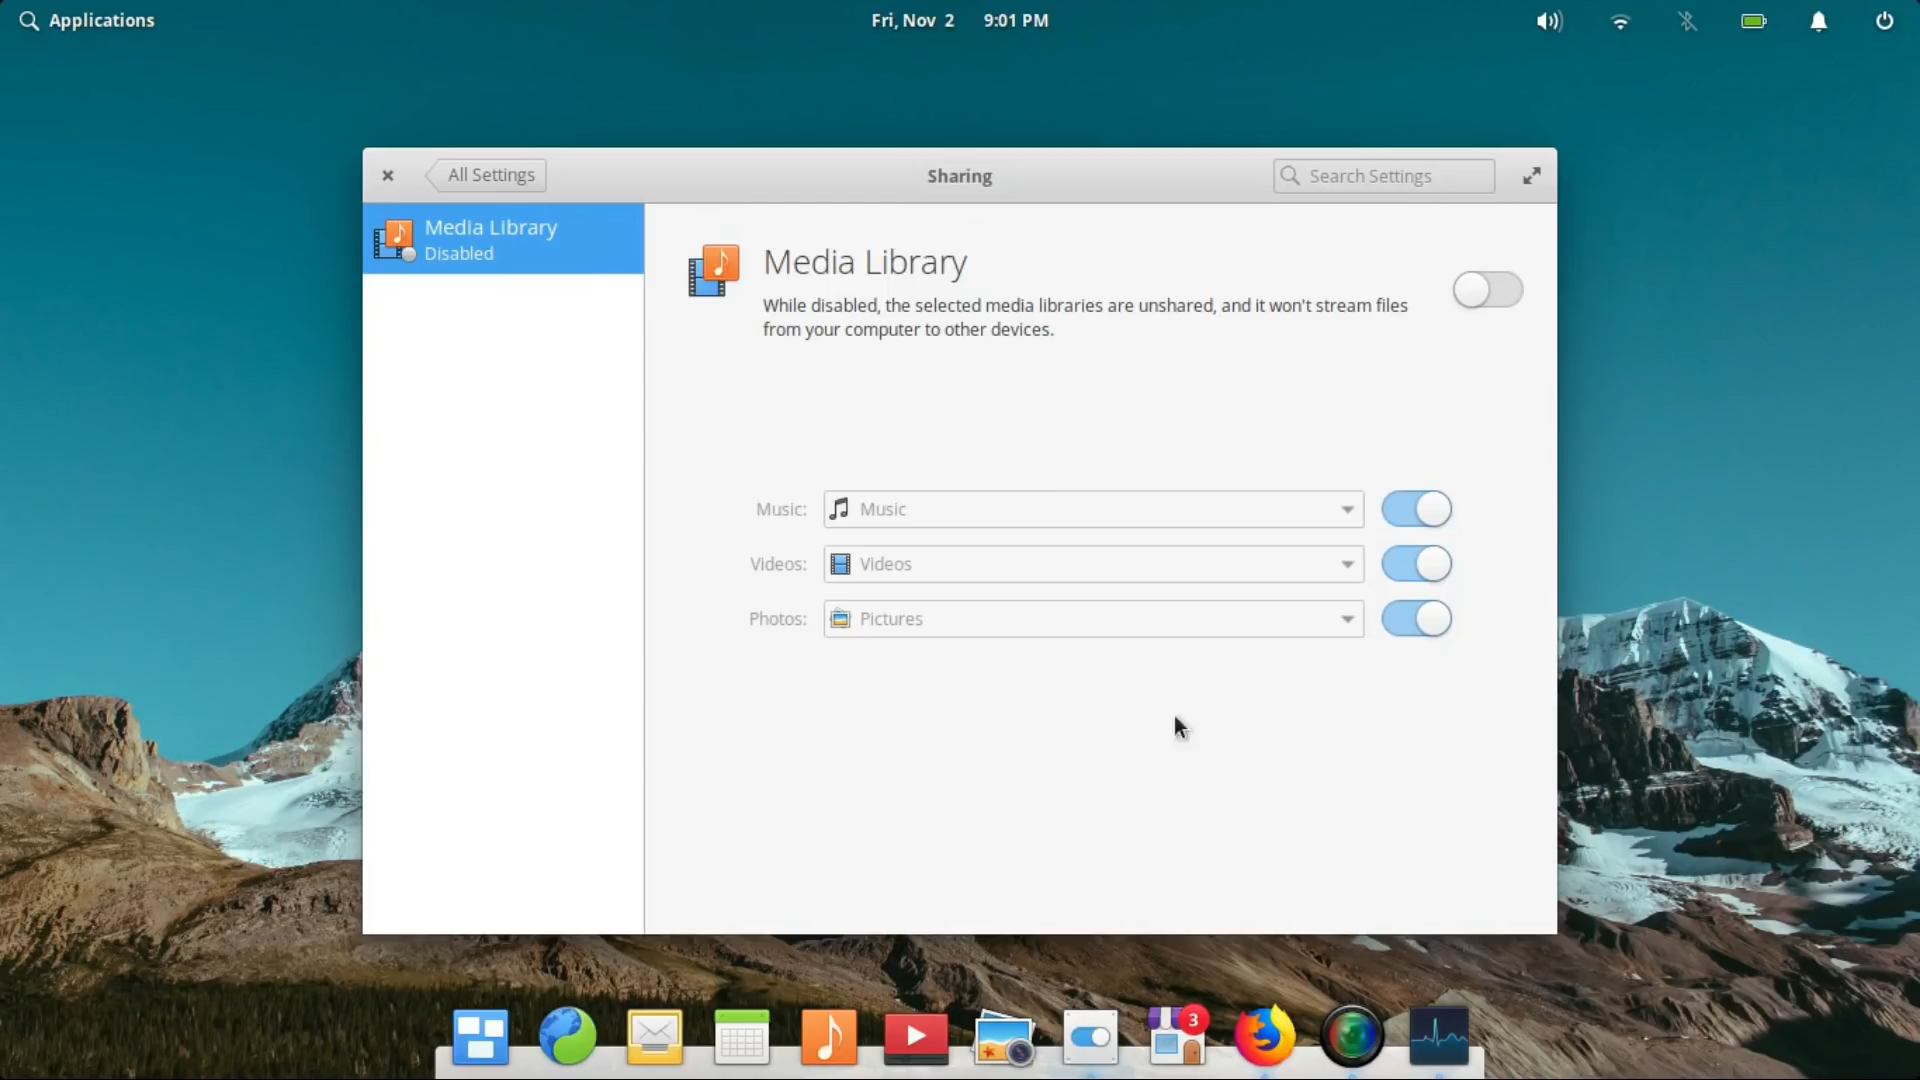 Applications
Fri, Nov 2 9:01 PM
All Settings
Sharing
Search Settings
Media Library
Disabled
Media Library
While disabled, the selected media libraries are unshared, and it won't stream files
from your computer to other devices.
Music: Music
Videos: Videos
Photos: Pictures
3